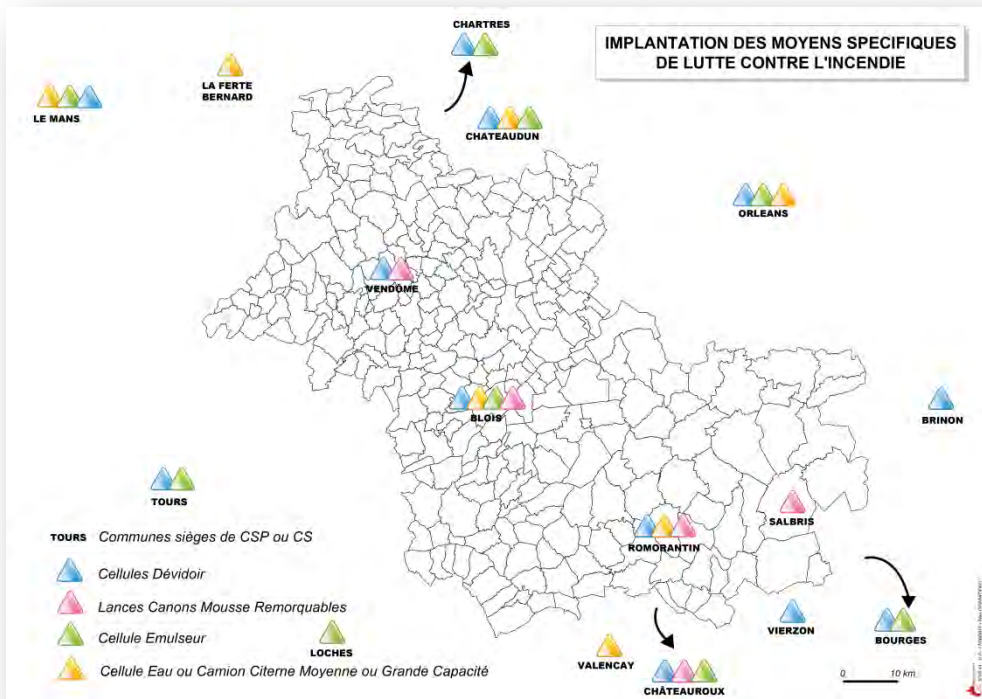 CHARTRES
IMPLANTATION DES MOYENS SPECIFIQUES
DE LUTTE CONTRE L'INCENDIE
LA FERTE
BERNARD
LE MANS
CHATEAUDUN
ORLEANS
VENDÔME
BLOIS
BRINON
TOURS
SALBRIS
ROMORANTIN
TOURS Communes sièges de CSP ou CS
Cellules Dévidoir
Lances Canons Mousse Remorquables
Cellule Emulseur
Cellule Eau ou Camion Citerne Moyenne ou Grande Capacité
LOCHES
VALENCAY
CHÂTEAUROUX
VIERZON
BOURGES
0 10 km